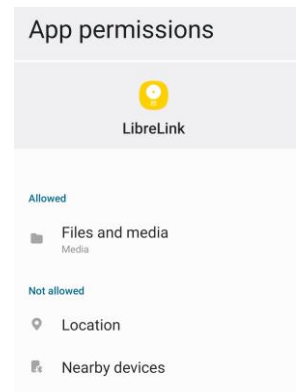 App permissions
LibreLink
Allowed
Files and media
Media
Not allowed
Location
Nearby devices